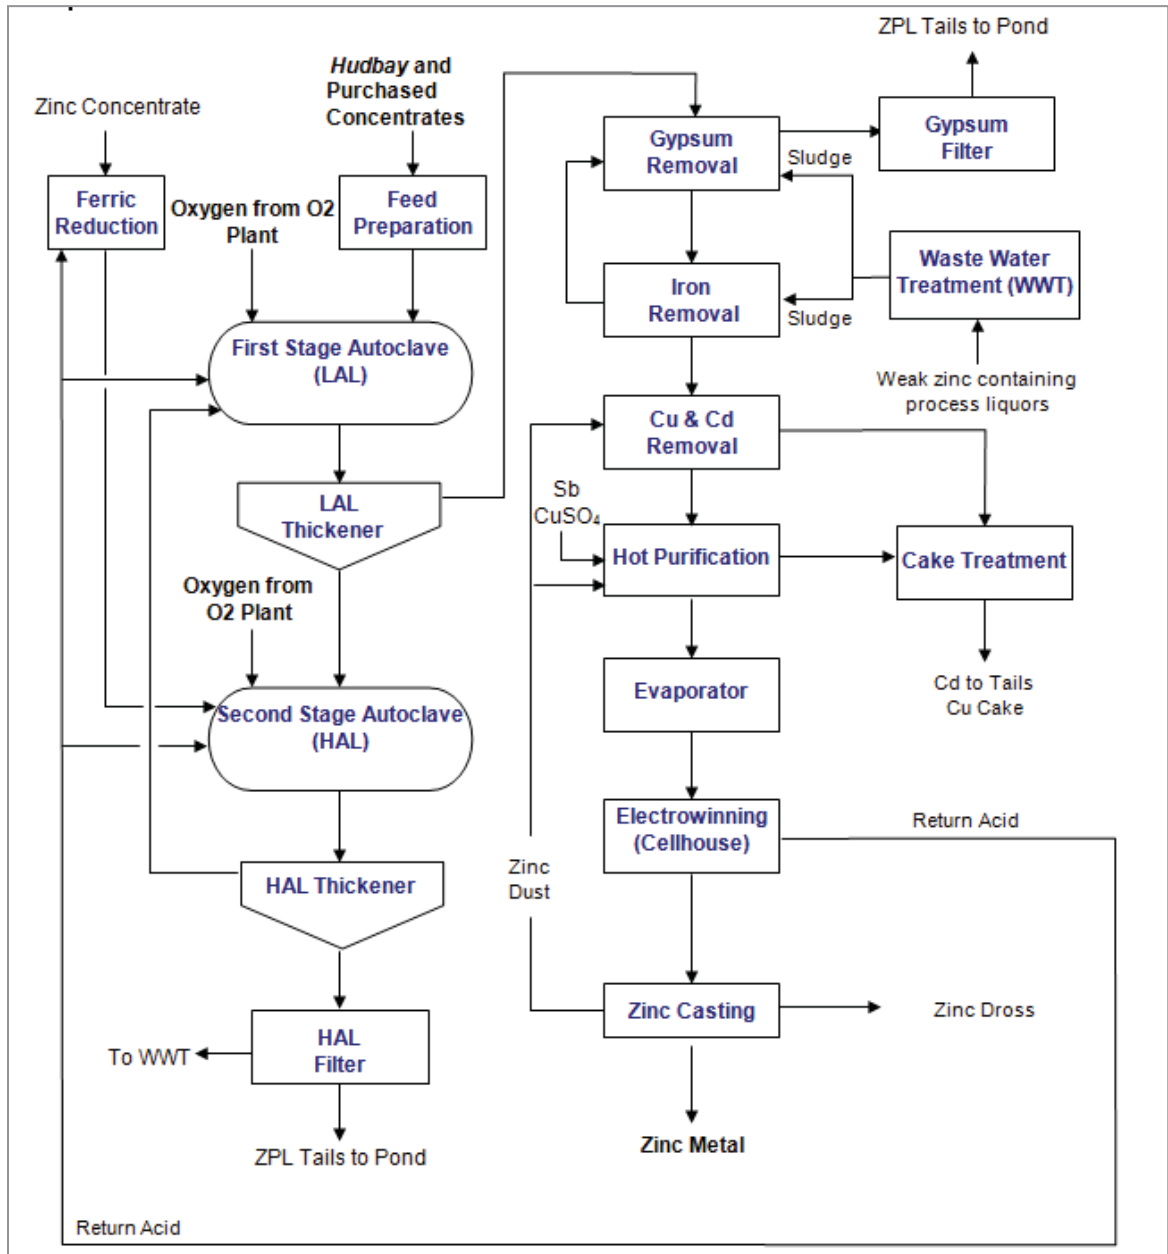 ZPL Tails to Pond
Hudbay and
Purchased
Concentrates
Zinc Concentrate
Gypsum
Removal
Gypsum
Filter
Sludge
Ferric
Reduction
Oxygen from O2
Plant
Feed
Preparation
Waste Water
Treatment (WWT)
Iron
Removal
Sludge
First Stage Autoclave
(LAL)
Weak zinc containing
process liquors
Cu & Cd
Removal
LAL
Thickener
Sb
CuSO₄
Hot Purification
Cake Treatment
Oxygen from
O2 Plant
Evaporator
Cd to Tails
Cu Cake
Second Stage Autoclave
(HAL)
Electrowinning
(Cellhouse)
Return Acid
Zinc
Dust
HAL Thickener
Zinc Casting
Zinc Dross
HAL
Filter
To WWT
Zinc Metal
ZPL Tails to Pond
Return Acid